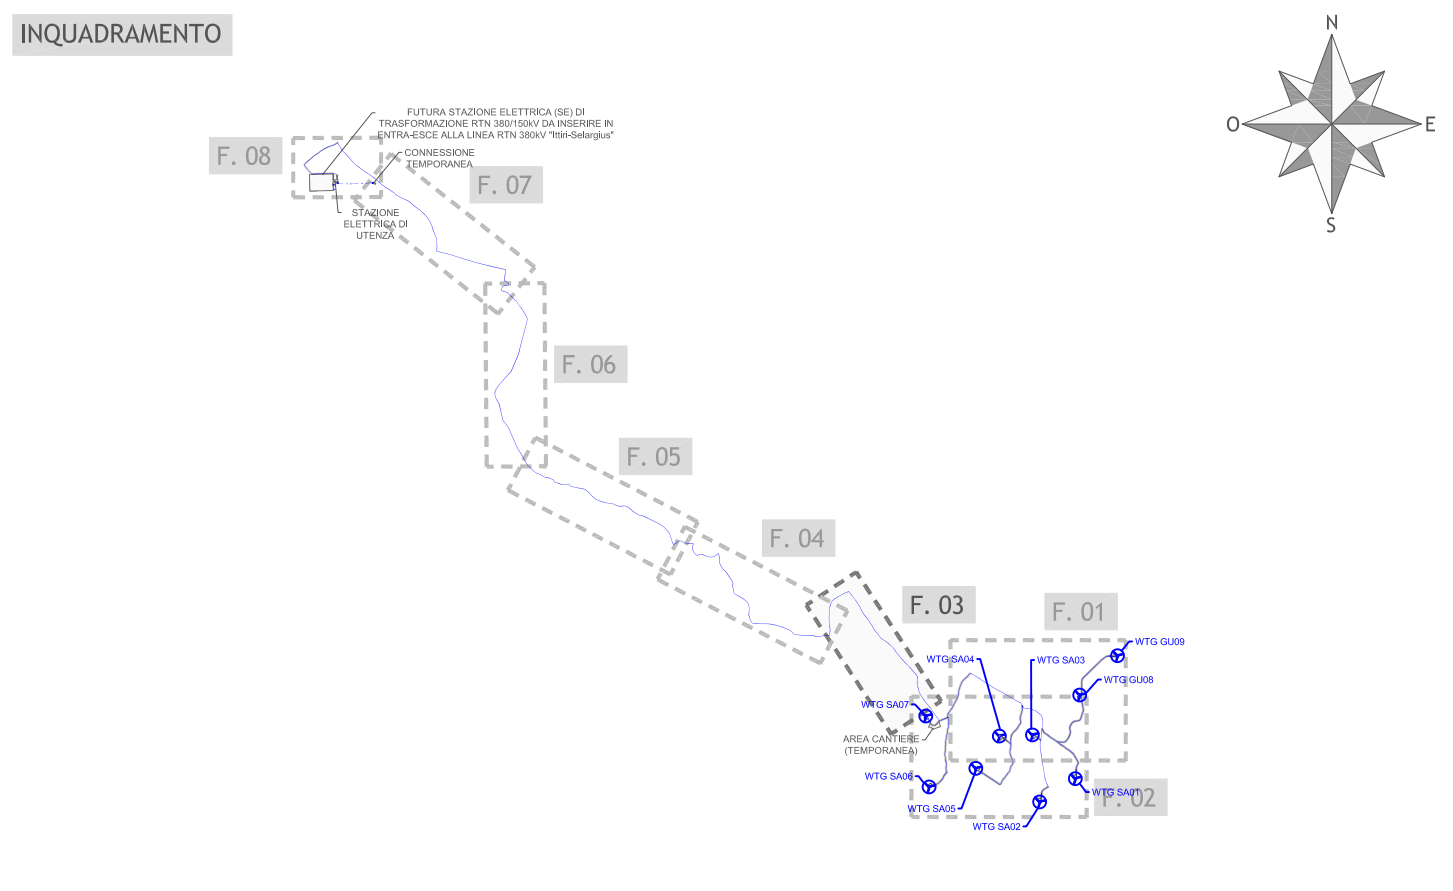 INQUADRAMENTO
N
O
E
S
FUTURA STAZIONE ELETTRICA (SE) DI
TRASFORMAZIONE RTN 380/150kV DA INSERIRE IN
ENTRA-ESCE ALLA LINEA RTN 380kV "Ittiri-Selargius"
F. 08
CONNESSIONE
TEMPORANEA
F. 07
STAZIONE
ELETTRICA DI
UTENZA
F. 06
F. 05
F. 04
F. 03
F. 01
WTG GU09
WTG SA04
WTG SA03
WTG GU08
WTG SA07
AREA CANTIERE
(TEMPORANEA)
WTG SA06
WTG SA01
F. 02
WTG SA05
WTG SA02